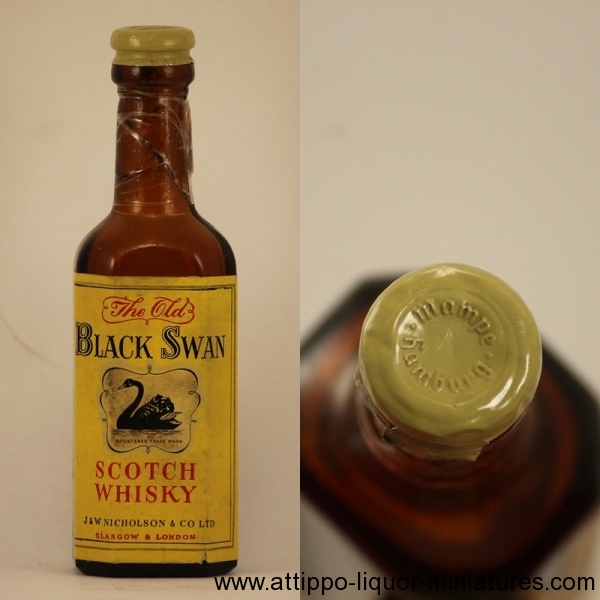 The Old
BLACK SWAN
REGISTERED TRADE MARK
SCOTCH
WHISKY
J&W NICHOLSON & CO LTD
GLASGOW & LONDON
Mampe
Hamburg
www.attippo-liquor-miniatures.com